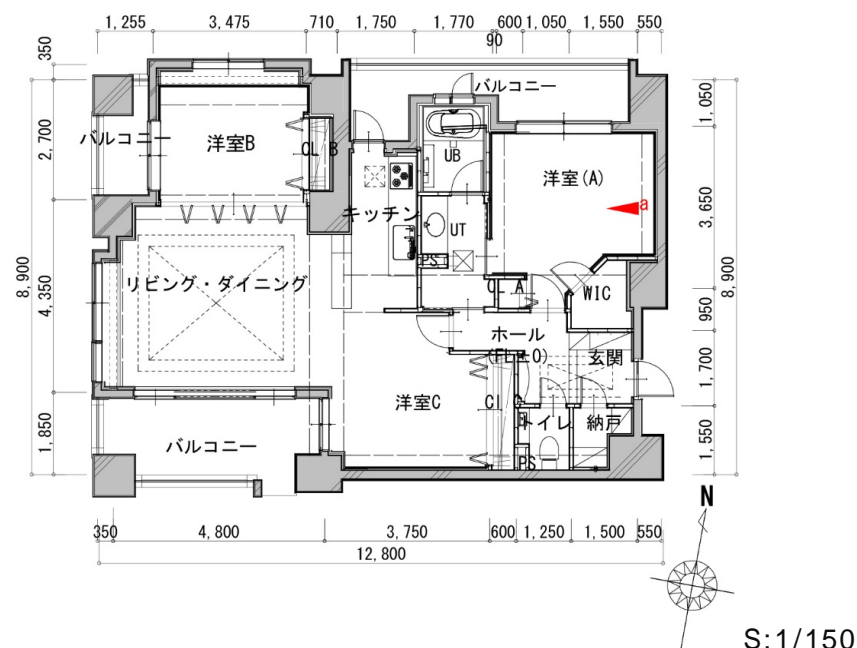 1,255 3,475 710 1,750 1,770 600 1,050 1,550 550
90
350
2,700
4,350
1,850
8,900
1,050
3,650
950
1,700
1,550
8,900
バルコニー
バルコニー
洋室B
CL B
UB
洋室(A)
a
キッチン
UT
PS
リビング・ダイニング
CL A
WIC
ホール
玄関
洋室C
トイレ
納戸
PS
バルコニー
350 4,800 3,750 600 1,250 1,500 550
12,800
N
S:1/150